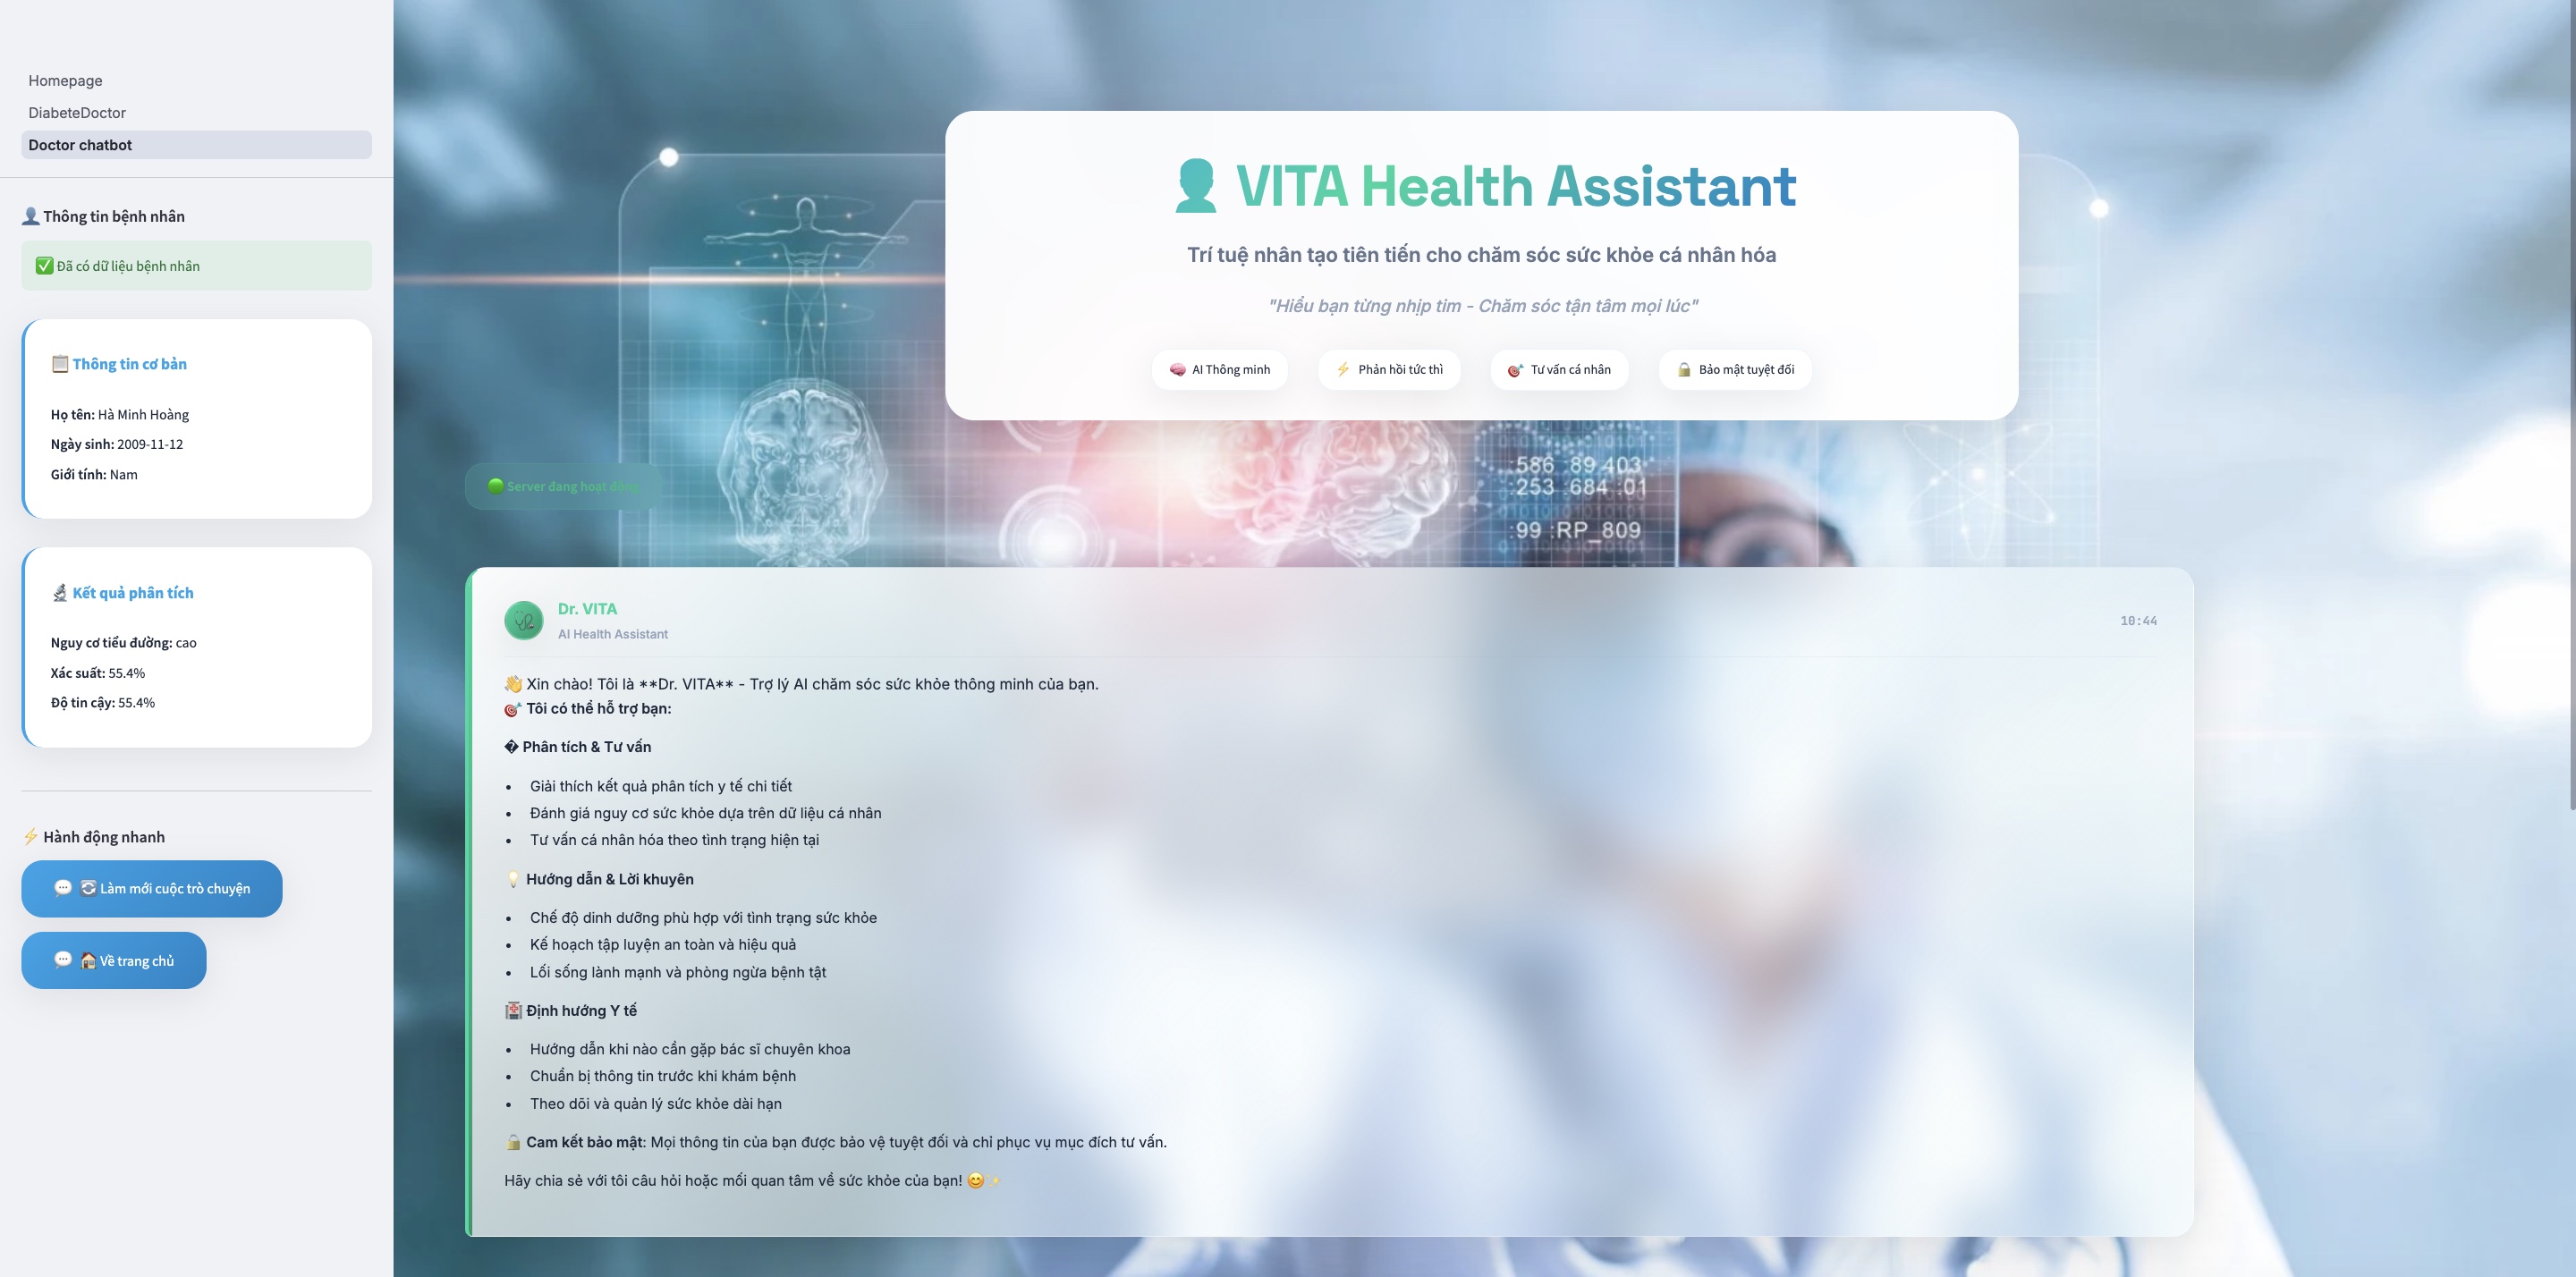 Homepage
DiabeteDoctor
Doctor chatbot
👤 Thông tin bệnh nhân
✅ Đã có dữ liệu bệnh nhân
📋 Thông tin cơ bản
Họ tên: Hà Minh Hoàng
Ngày sinh: 2009-11-12
Giới tính: Nam
🔬 Kết quả phân tích
Nguy cơ tiểu đường: cao
Xác suất: 55.4%
Độ tin cậy: 55.4%
⚡ Hành động nhanh
💬 🔄 Làm mới cuộc trò chuyện
💬 🏠 Về trang chủ
👤 VITA Health Assistant
Trí tuệ nhân tạo tiên tiến cho chăm sóc sức khỏe cá nhân hóa
"Hiểu bạn từng nhịp tim - Chăm sóc tận tâm mọi lúc"
🧠 AI Thông minh
⚡ Phản hồi tức thì
🎯 Tư vấn cá nhân
🔒 Bảo mật tuyệt đối
🟢 Server đang hoạt động
:586 :89 403
:253 :684 :01
:99 :RP_809
Dr. VITA
AI Health Assistant
10:44
👋 Xin chào! Tôi là **Dr. VITA** - Trợ lý AI chăm sóc sức khỏe thông minh của bạn.
🎯 Tôi có thể hỗ trợ bạn:
� Phân tích & Tư vấn
• Giải thích kết quả phân tích y tế chi tiết
• Đánh giá nguy cơ sức khỏe dựa trên dữ liệu cá nhân
• Tư vấn cá nhân hóa theo tình trạng hiện tại
💡 Hướng dẫn & Lời khuyên
• Chế độ dinh dưỡng phù hợp với tình trạng sức khỏe
• Kế hoạch tập luyện an toàn và hiệu quả
• Lối sống lành mạnh và phòng ngừa bệnh tật
🏥 Định hướng Y tế
• Hướng dẫn khi nào cần gặp bác sĩ chuyên khoa
• Chuẩn bị thông tin trước khi khám bệnh
• Theo dõi và quản lý sức khỏe dài hạn
🔒 Cam kết bảo mật: Mọi thông tin của bạn được bảo vệ tuyệt đối và chỉ phục vụ mục đích tư vấn.
Hãy chia sẻ với tôi câu hỏi hoặc mối quan tâm về sức khỏe của bạn! 😊✨